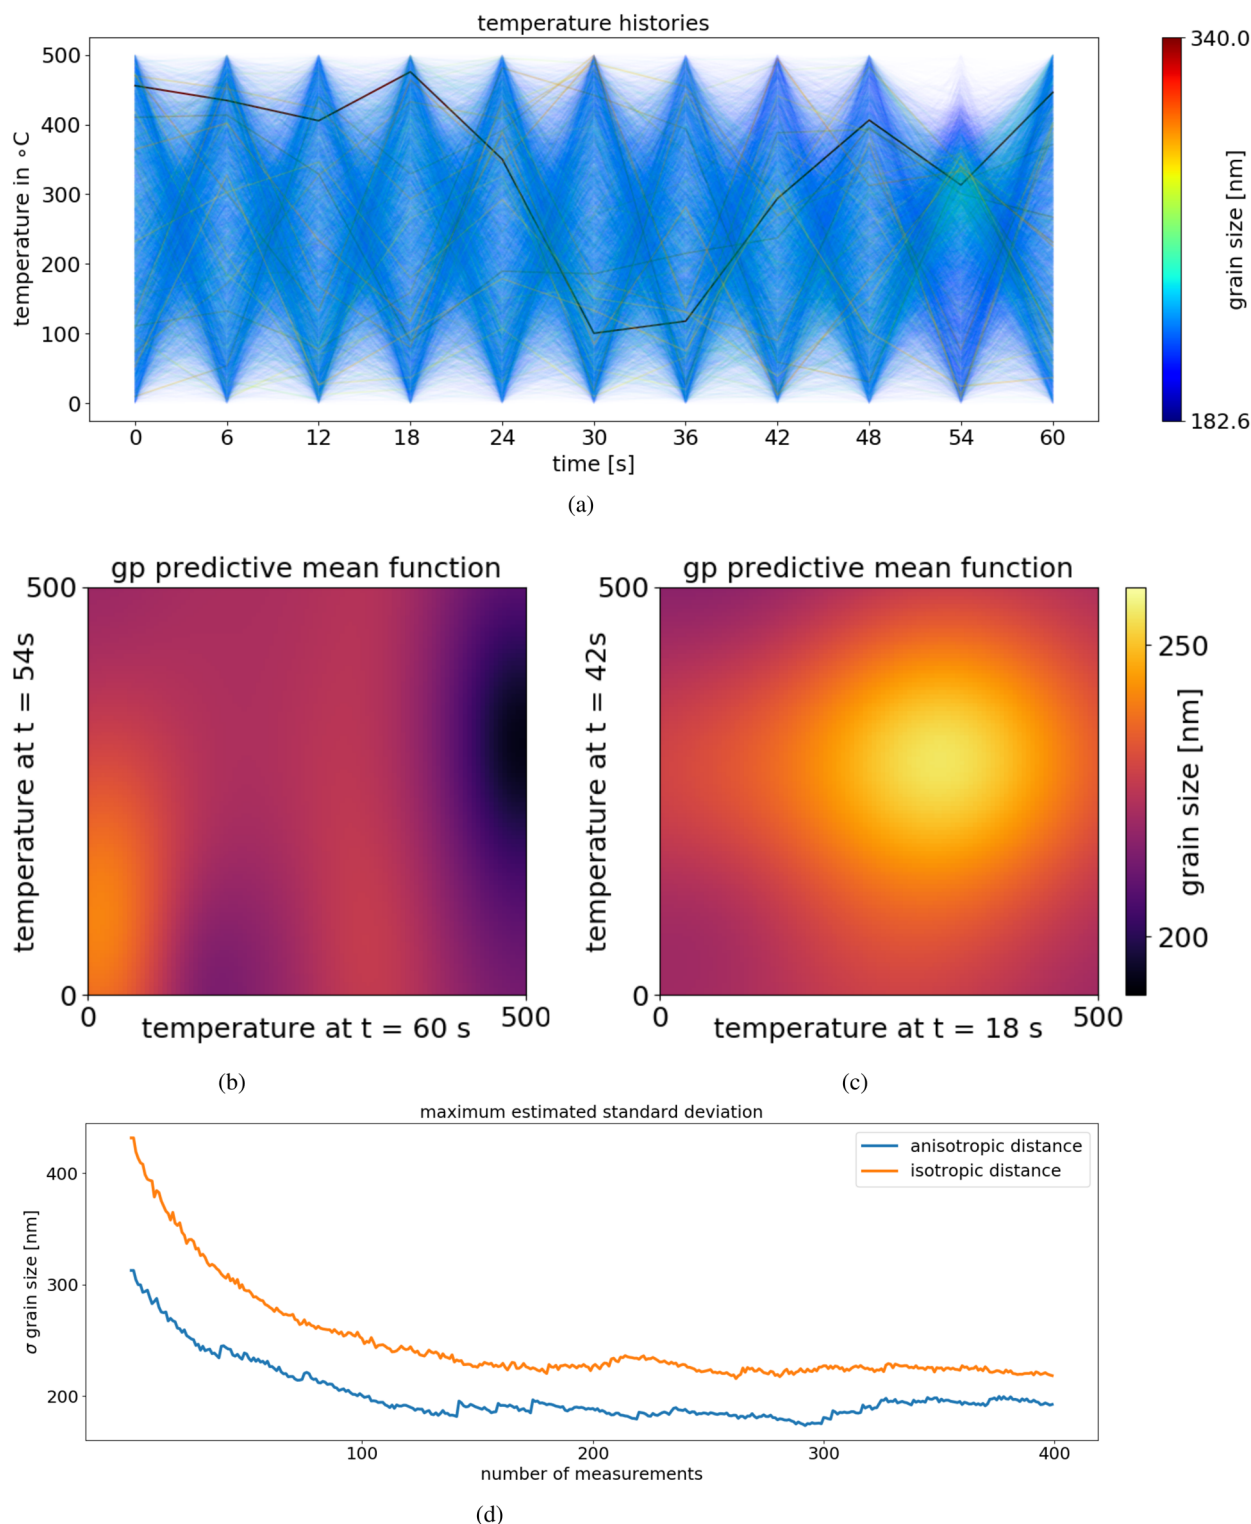 temperature histories
500
400
300
200
100
0
temperature in ∘C
0 6 12 18 24 30 36 42 48 54 60
time [s]
340.0
182.6
grain size [nm]
(a)
gp predictive mean function
500
0
temperature at t = 54s
0 500
temperature at t = 60 s
(b)
gp predictive mean function
500
0
temperature at t = 42s
0 500
temperature at t = 18 s
250
200
grain size [nm]
(c)
maximum estimated standard deviation
400
300
200
σ grain size [nm]
anisotropic distance
isotropic distance
100 200 300 400
number of measurements
(d)